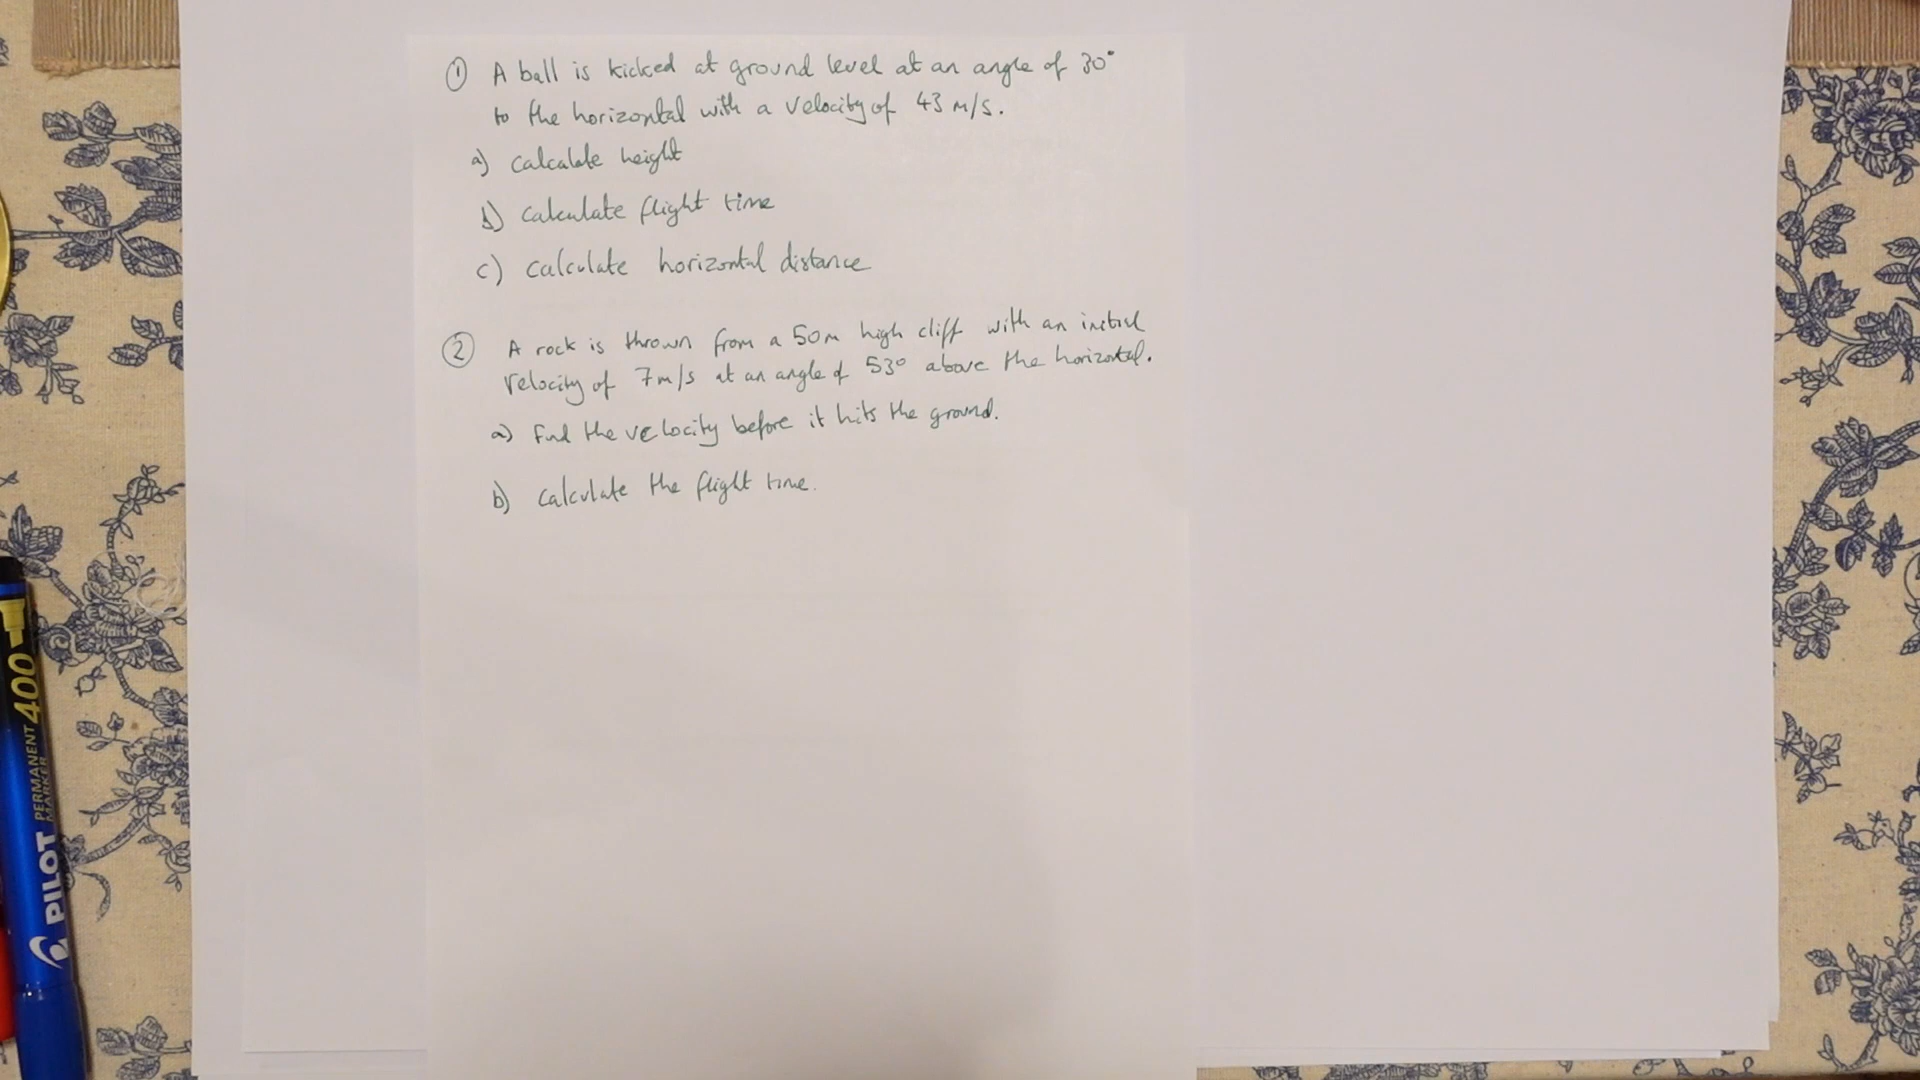 ① A ball is kicked at ground level at an angle of 30°
to the horizontal with a velocity of 43 m/s.
a) calculate height
b) calculate flight time
c) calculate horizontal distance
② A rock is thrown from a 50m high cliff with an initial
velocity of 7m/s at an angle of 53° above the horizontal.
a) find the velocity before it hits the ground.
b) calculate the flight time.
PILOT PERMANENT MARKER 400